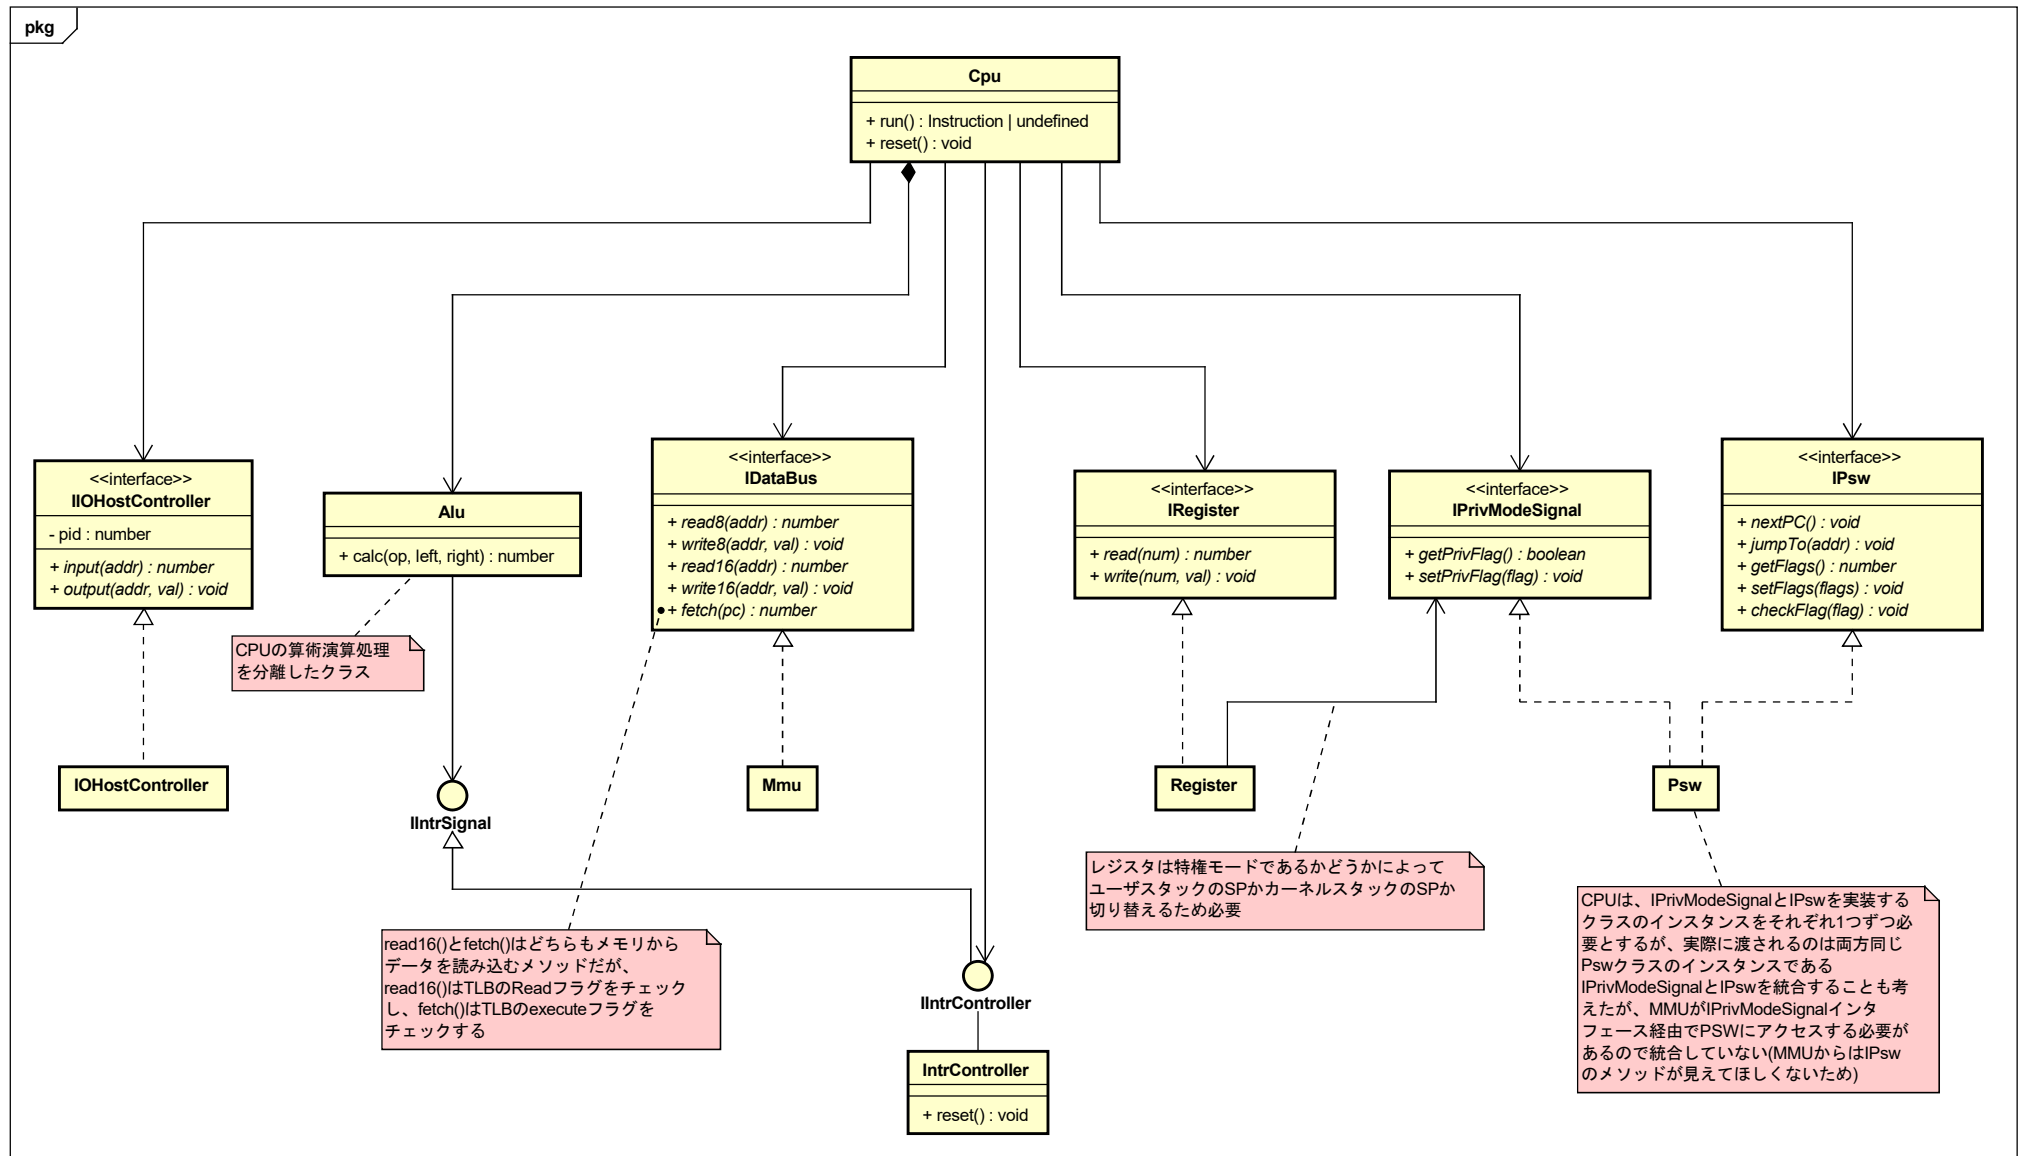 pkg
Cpu
+ run() : Instruction | undefined
+ reset() : void
<<interface>>
IIOHostController
- pid : number
+ input(addr) : number
+ output(addr, val) : void
Alu
+ calc(op, left, right) : number
<<interface>>
IDataBus
+ read8(addr) : number
+ write8(addr, val) : void
+ read16(addr) : number
+ write16(addr, val) : void
+ fetch(pc) : number
<<interface>>
IRegister
+ read(num) : number
+ write(num, val) : void
<<interface>>
IPrivModeSignal
+ getPrivFlag() : boolean
+ setPrivFlag(flag) : void
<<interface>>
IPsw
+ nextPC() : void
+ jumpTo(addr) : void
+ getFlags() : number
+ setFlags(flags) : void
+ checkFlag(flag) : void
CPUの算術演算処理
を分離したクラス
IOHostController
IIntrSignal
Mmu
Register
Psw
レジスタは特権モードであるかどうかによって
ユーザスタックのSPかカーネルスタックのSPか
切り替えるため必要
read16()とfetch()はどちらもメモリから
データを読み込むメソッドだが、
read16()はTLBのReadフラグをチェック
し、fetch()はTLBのexecuteフラグを
チェックする
CPUは、IPrivModeSignalとIPswを実装する
クラスのインスタンスをそれぞれ1つずつ必
要とするが、実際に渡されるのは両方同じ
Pswクラスのインスタンスである
IPrivModeSignalとIPswを統合することも考
えたが、MMUがIPrivModeSignalインタ
フェース経由でPSWにアクセスする必要が
あるので統合していない(MMUからはIPsw
のメソッドが見えてほしくないため)
IIntrController
IntrController
+ reset() : void